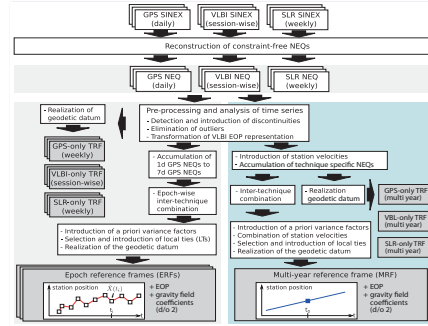 GPS SINEX
(daily)
VLBI SINEX
(session-wise)
SLR SINEX
(weekly)
Reconstruction of constraint-free NEQs
GPS NEQ
(daily)
VLBI NEQ
(session-wise)
SLR NEQ
(weekly)
- Realization of
geodetic datum
Pre-processing and analysis of time series
- Detection and introduction of discontinuities
- Elimination of outliers
- Transformation of VLBI EOP representation
GPS-only TRF
(weekly)
VLBI-only TRF
(session-wise)
SLR-only TRF
(weekly)
- Accumulation of
1d GPS NEQs to
7d GPS NEQs
- Epoch-wise
inter-technique
combination
- Introduction of a priori variance factors
- Selection and introduction of local ties (LTs)
- Realization of the geodetic datum
- Introduction of station velocities
- Accumulation of technique specific NEQs
- Inter-technique
combination
- Realization
geodetic datum
GPS-only TRF
(multi year)
VBL-only TRF
(multi year)
SLR-only TRF
(multi year)
- Introduction of a priori variance factors
- Combination of station velocities
- Selection and introduction of local ties
- Realization of the geodetic datum
Epoch reference frames (ERFs)
station position
X(tᵢ)
tᵢ
t
+ EOP
+ gravity field
coefficients
(d/o 2)
Multi-year reference frame (MRF)
station position
t₀
t
+ EOP
+ gravity field
coefficients
(d/o 2)